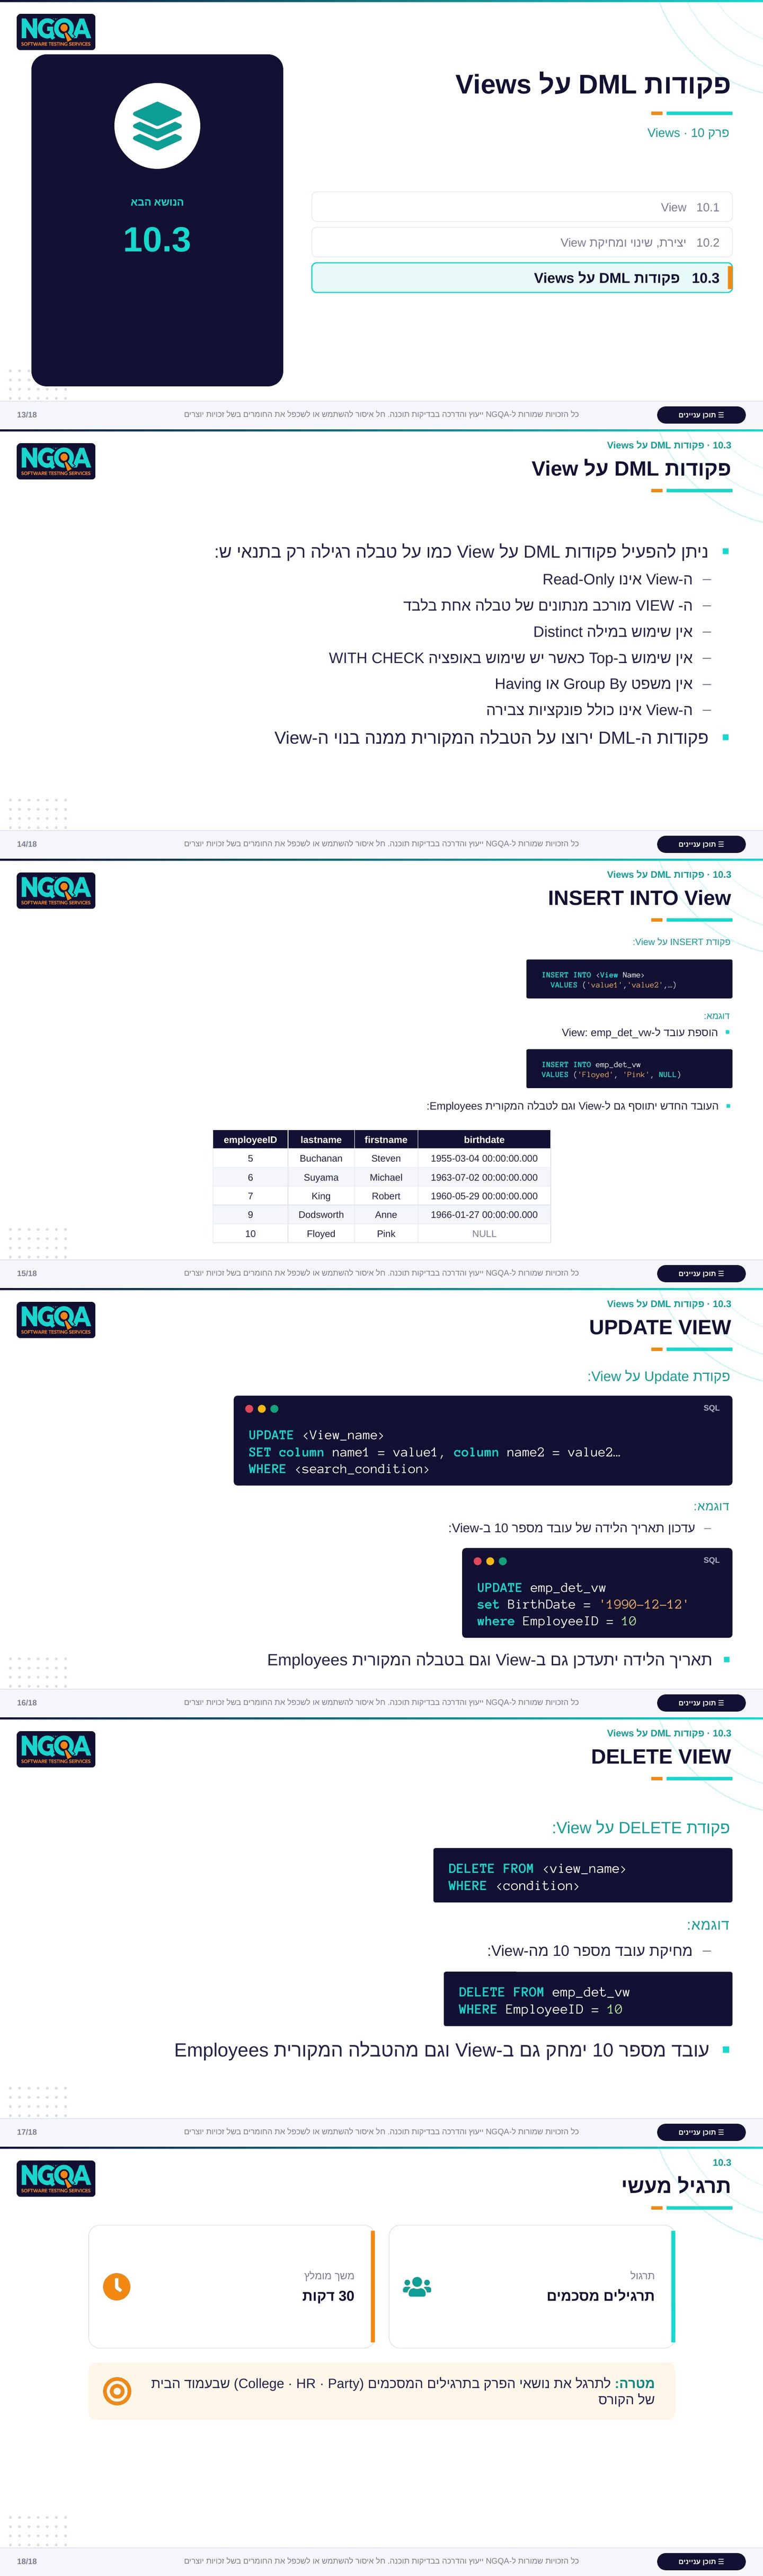 NGQA
SOFTWARE TESTING SERVICES
פקודות DML על Views
פרק 10 · Views
הנושא הבא
10.3
10.1 View
10.2 יצירת, שינוי ומחיקת View
10.3 פקודות DML על Views
☰ תוכן עניינים
כל הזכויות שמורות ל-NGQA ייעוץ והדרכה בבדיקות תוכנה. חל איסור להשתמש או לשכפל את החומרים בשל זכויות יוצרים
13/18
NGQA
SOFTWARE TESTING SERVICES
10.3 · פקודות DML על Views
פקודות DML על View
ניתן להפעיל פקודות DML על View כמו על טבלה רגילה רק בתנאי ש:
– ה-View אינו Read-Only
– ה- VIEW מורכב מנתונים של טבלה אחת בלבד
– אין שימוש במילה Distinct
– אין שימוש ב-Top כאשר יש שימוש באופציה WITH CHECK
– אין משפט Group By או Having
– ה-View אינו כולל פונקציות צבירה
פקודות ה-DML ירוצו על הטבלה המקורית ממנה בנוי ה-View
☰ תוכן עניינים
כל הזכויות שמורות ל-NGQA ייעוץ והדרכה בבדיקות תוכנה. חל איסור להשתמש או לשכפל את החומרים בשל זכויות יוצרים
14/18
NGQA
SOFTWARE TESTING SERVICES
10.3 · פקודות DML על Views
INSERT INTO View
פקודת INSERT על View:
INSERT INTO <View Name>
VALUES ('value1','value2',…)
דוגמא:
הוספת עובד ל-View: emp_det_vw
INSERT INTO emp_det_vw
VALUES ('Floyed', 'Pink', NULL)
העובד החדש יתווסף גם ל-View וגם לטבלה המקורית Employees:
employeeID lastname firstname birthdate
5 Buchanan Steven 1955-03-04 00:00:00.000
6 Suyama Michael 1963-07-02 00:00:00.000
7 King Robert 1960-05-29 00:00:00.000
9 Dodsworth Anne 1966-01-27 00:00:00.000
10 Floyed Pink NULL
☰ תוכן עניינים
כל הזכויות שמורות ל-NGQA ייעוץ והדרכה בבדיקות תוכנה. חל איסור להשתמש או לשכפל את החומרים בשל זכויות יוצרים
15/18
NGQA
SOFTWARE TESTING SERVICES
10.3 · פקודות DML על Views
UPDATE VIEW
פקודת Update על View:
SQL
UPDATE <View_name>
SET column name1 = value1, column name2 = value2…
WHERE <search_condition>
דוגמא:
– עדכון תאריך הלידה של עובד מספר 10 ב-View:
SQL
UPDATE emp_det_vw
set BirthDate = '1990-12-12'
where EmployeeID = 10
תאריך הלידה יתעדכן גם ב-View וגם בטבלה המקורית Employees
☰ תוכן עניינים
כל הזכויות שמורות ל-NGQA ייעוץ והדרכה בבדיקות תוכנה. חל איסור להשתמש או לשכפל את החומרים בשל זכויות יוצרים
16/18
NGQA
SOFTWARE TESTING SERVICES
10.3 · פקודות DML על Views
DELETE VIEW
פקודת DELETE על View:
DELETE FROM <view_name>
WHERE <condition>
דוגמא:
– מחיקת עובד מספר 10 מה-View:
DELETE FROM emp_det_vw
WHERE EmployeeID = 10
עובד מספר 10 ימחק גם ב-View וגם מהטבלה המקורית Employees
☰ תוכן עניינים
כל הזכויות שמורות ל-NGQA ייעוץ והדרכה בבדיקות תוכנה. חל איסור להשתמש או לשכפל את החומרים בשל זכויות יוצרים
17/18
NGQA
SOFTWARE TESTING SERVICES
10.3
תרגיל מעשי
תרגול
תרגילים מסכמים
משך מומלץ
30 דקות
מטרה: לתרגל את נושאי הפרק בתרגילים המסכמים (College · HR · Party) שבעמוד הבית
של הקורס
☰ תוכן עניינים
כל הזכויות שמורות ל-NGQA ייעוץ והדרכה בבדיקות תוכנה. חל איסור להשתמש או לשכפל את החומרים בשל זכויות יוצרים
18/18